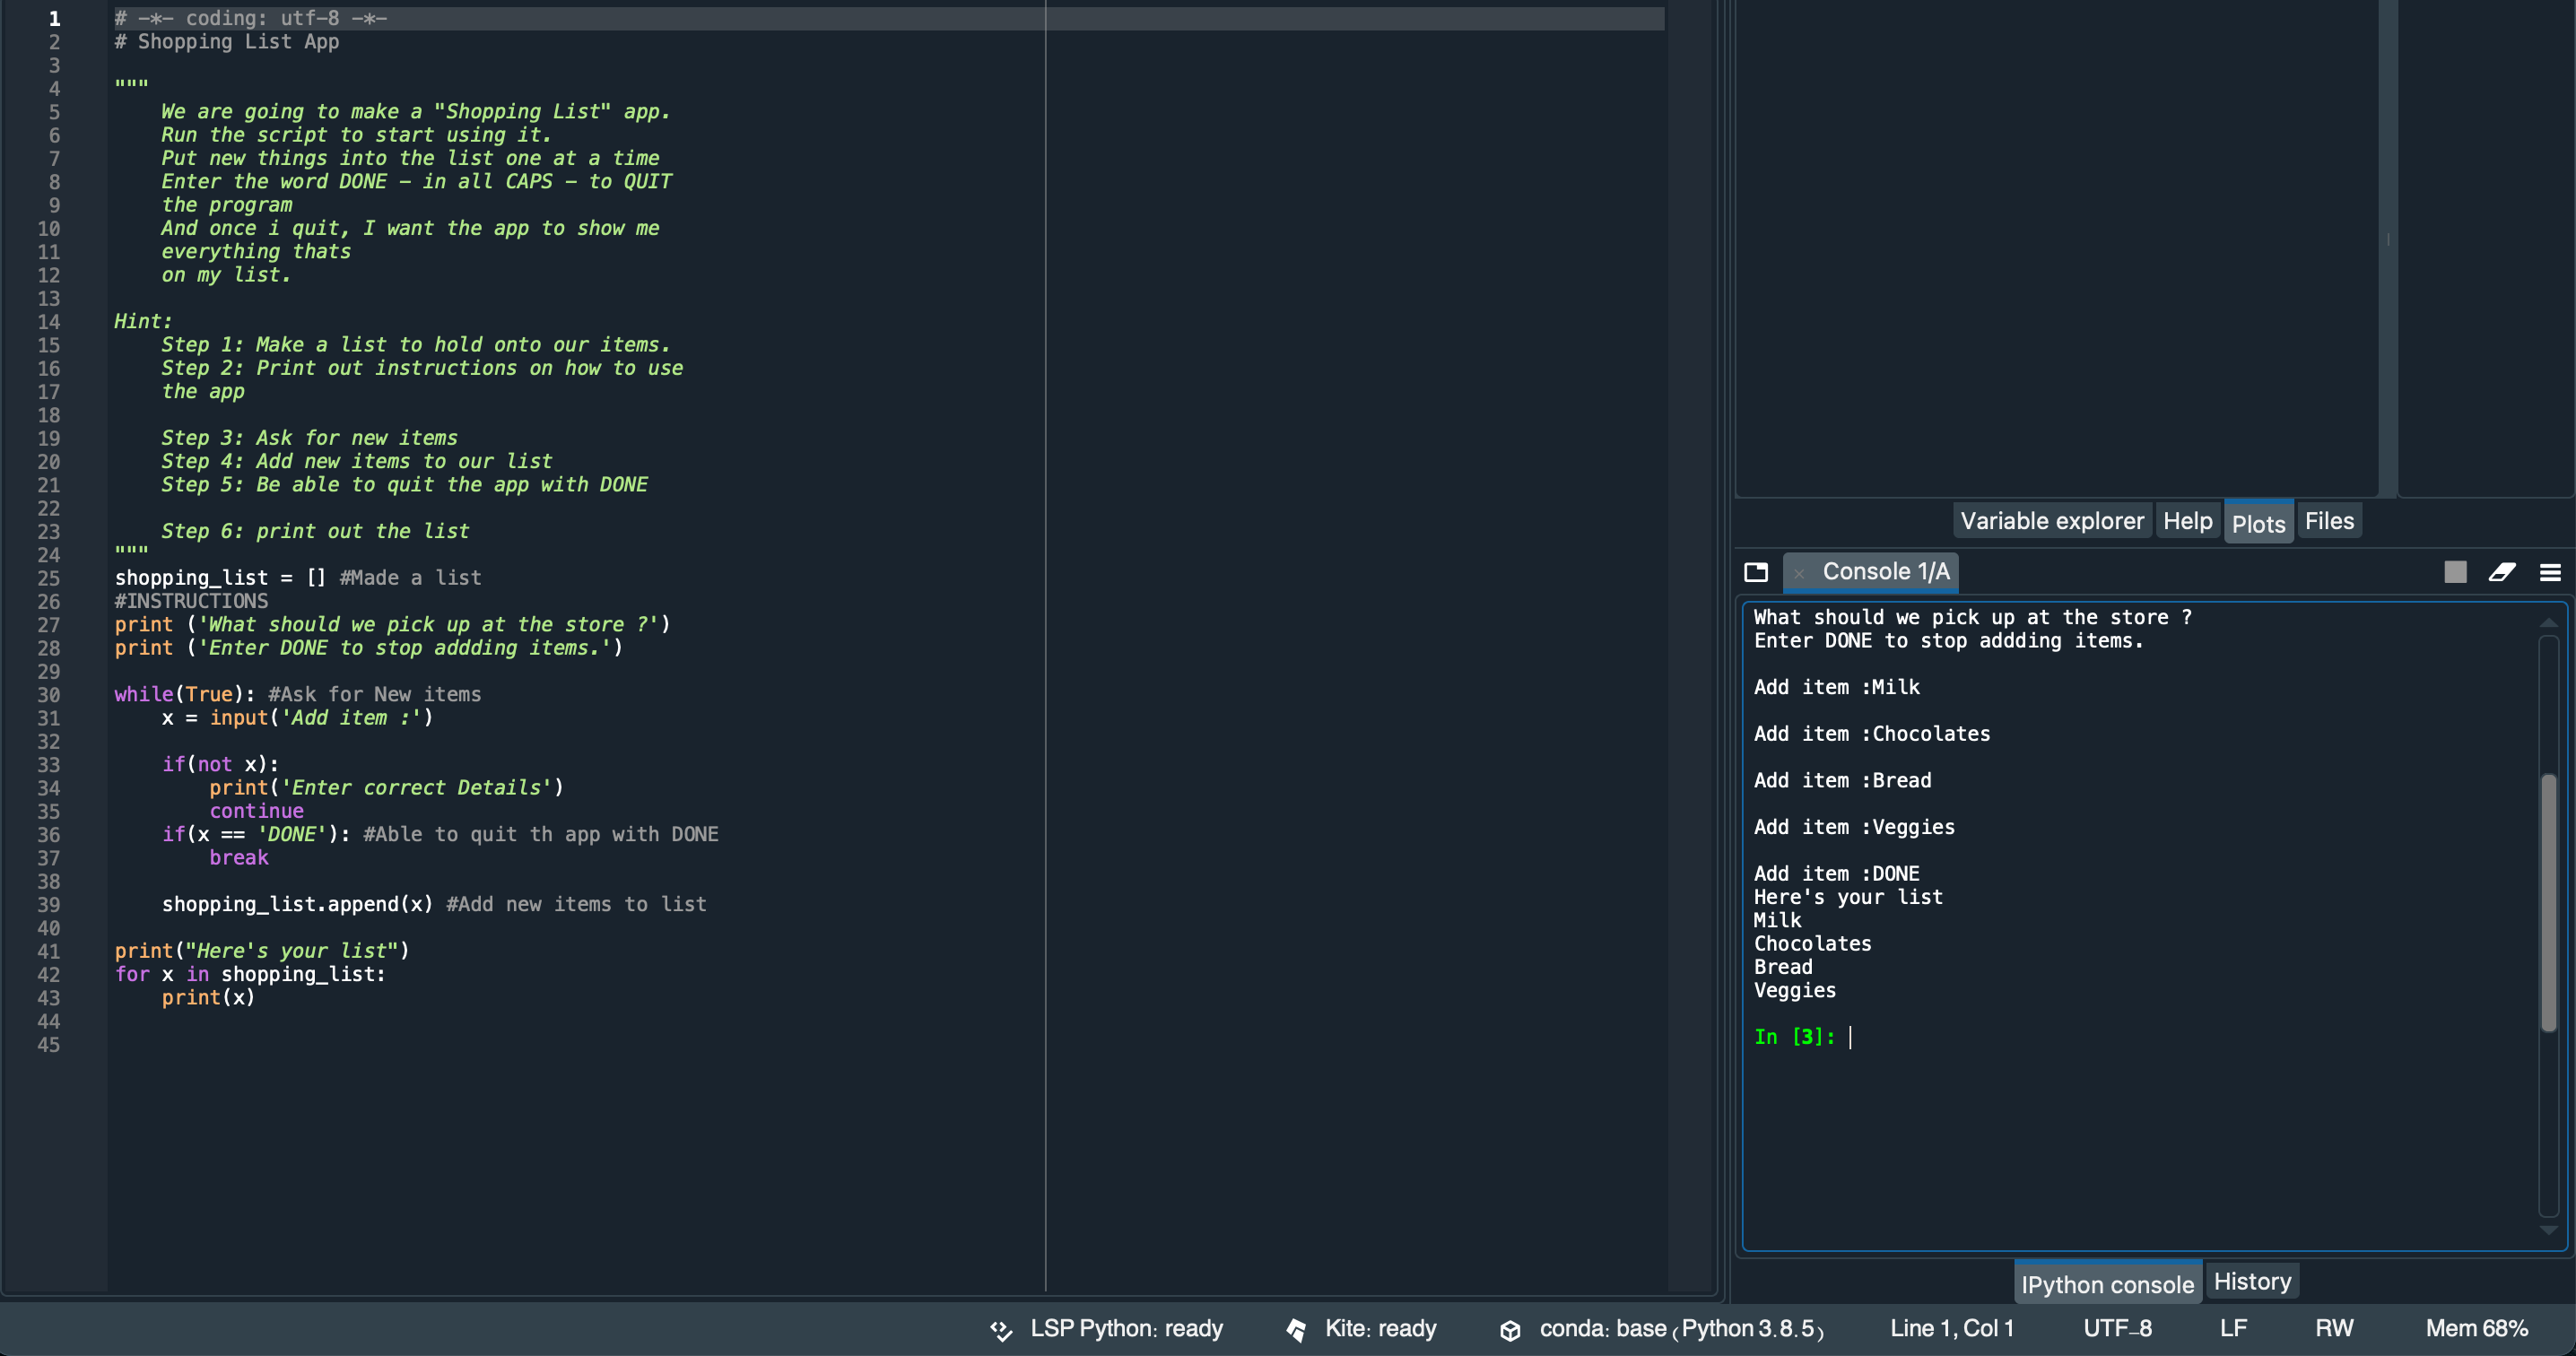 1 # -*- coding: utf-8 -*-
2 # Shopping List App
3
4 """
5 We are going to make a "Shopping List" app.
6 Run the script to start using it.
7 Put new things into the list one at a time
8 Enter the word DONE - in all CAPS - to QUIT
9 the program
10 And once i quit, I want the app to show me
11 everything thats
12 on my list.
13
14 Hint:
15 Step 1: Make a list to hold onto our items.
16 Step 2: Print out instructions on how to use
17 the app
18
19 Step 3: Ask for new items
20 Step 4: Add new items to our list
21 Step 5: Be able to quit the app with DONE
22
23 Step 6: print out the list
24 """
25 shopping_list = [] #Made a list
26 #INSTRUCTIONS
27 print ('What should we pick up at the store ?')
28 print ('Enter DONE to stop addding items.')
29
30 while(True): #Ask for New items
31     x = input('Add item :')
32
33     if(not x):
34         print('Enter correct Details')
35         continue
36     if(x == 'DONE'): #Able to quit th app with DONE
37         break
38
39     shopping_list.append(x) #Add new items to list
40
41 print("Here's your list")
42 for x in shopping_list:
43     print(x)
44
45
Variable explorer Help Plots Files
Console 1/A
What should we pick up at the store ?
Enter DONE to stop addding items.
Add item :Milk
Add item :Chocolates
Add item :Bread
Add item :Veggies
Add item :DONE
Here's your list
Milk
Chocolates
Bread
Veggies
In [3]:
IPython console History
LSP Python: ready Kite: ready conda: base (Python 3.8.5) Line 1, Col 1 UTF-8 LF RW Mem 68%